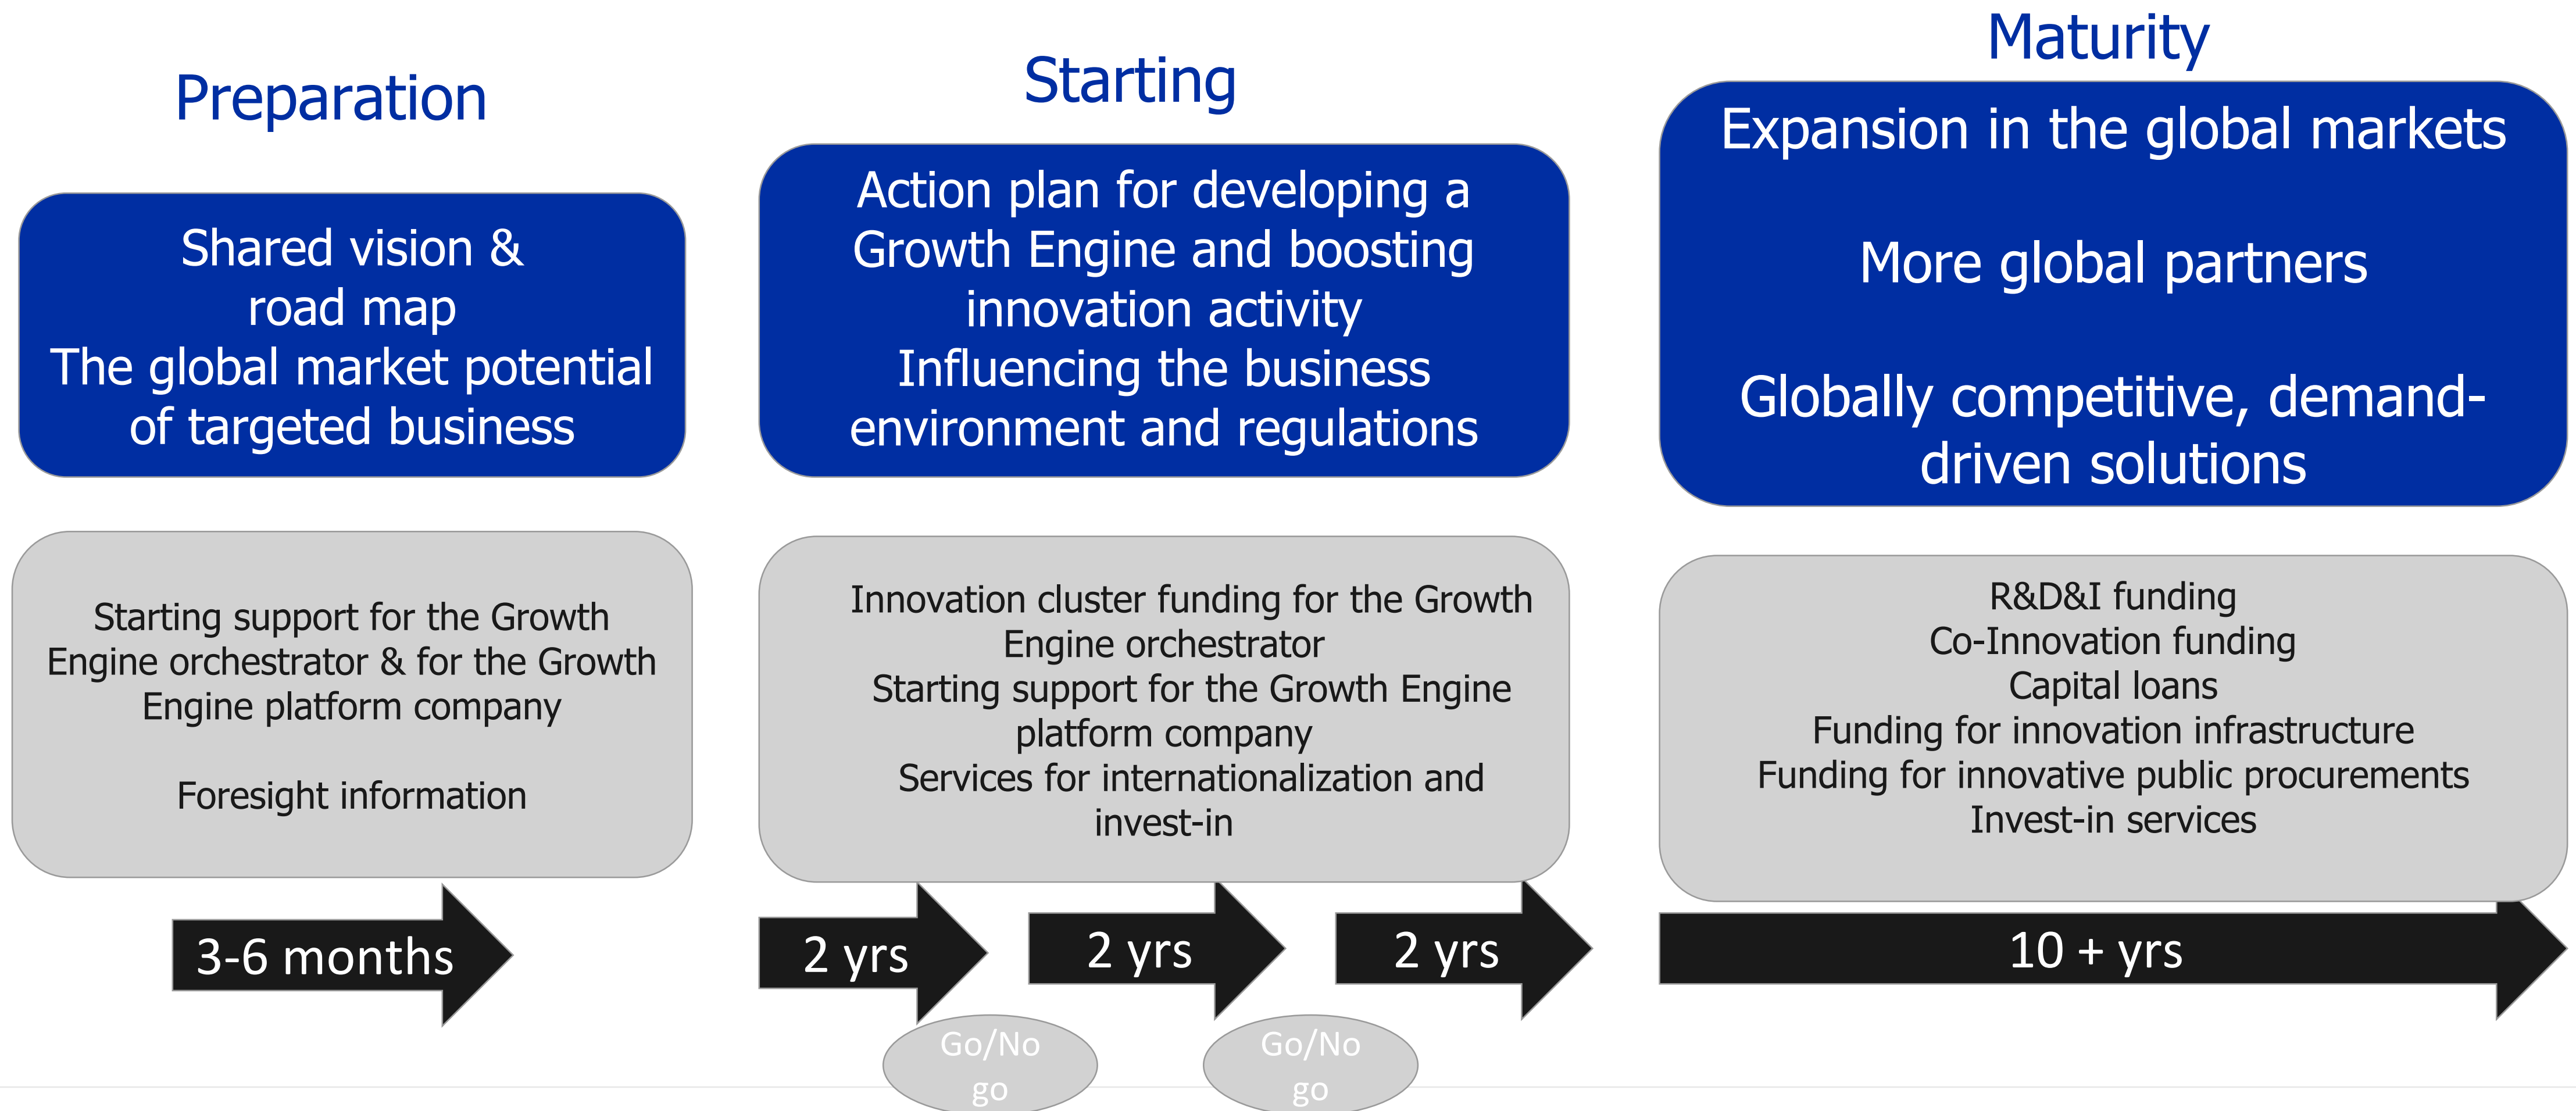 Preparation
Shared vision &
road map
The global market potential
of targeted business
Starting support for the Growth
Engine orchestrator & for the Growth
Engine platform company
Foresight information
3-6 months
Starting
Action plan for developing a
Growth Engine and boosting
innovation activity
Influencing the business
environment and regulations
Innovation cluster funding for the Growth
Engine orchestrator
Starting support for the Growth Engine
platform company
Services for internationalization and
invest-in
2 yrs
2 yrs
2 yrs
Go/No
go
Go/No
go
Maturity
Expansion in the global markets
More global partners
Globally competitive, demand-
driven solutions
R&D&I funding
Co-Innovation funding
Capital loans
Funding for innovation infrastructure
Funding for innovative public procurements
Invest-in services
10 + yrs